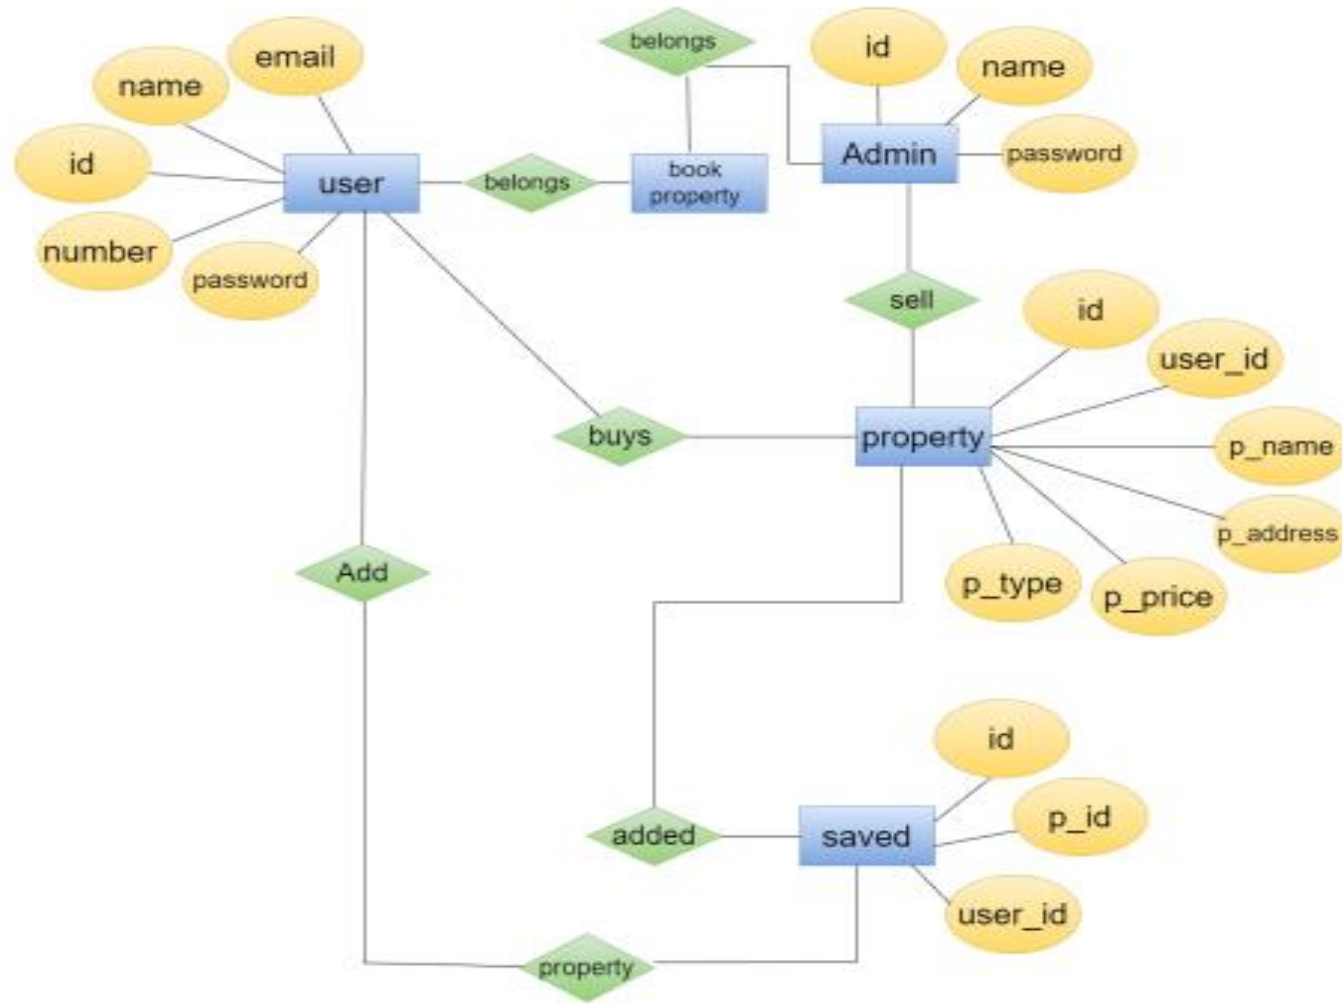 belongs
id
email
name
name
Admin
password
id
user
belongs
book
property
number
password
sell
id
user_id
buys
property
p_name
p_address
Add
p_type
p_price
id
added
saved
p_id
user_id
property